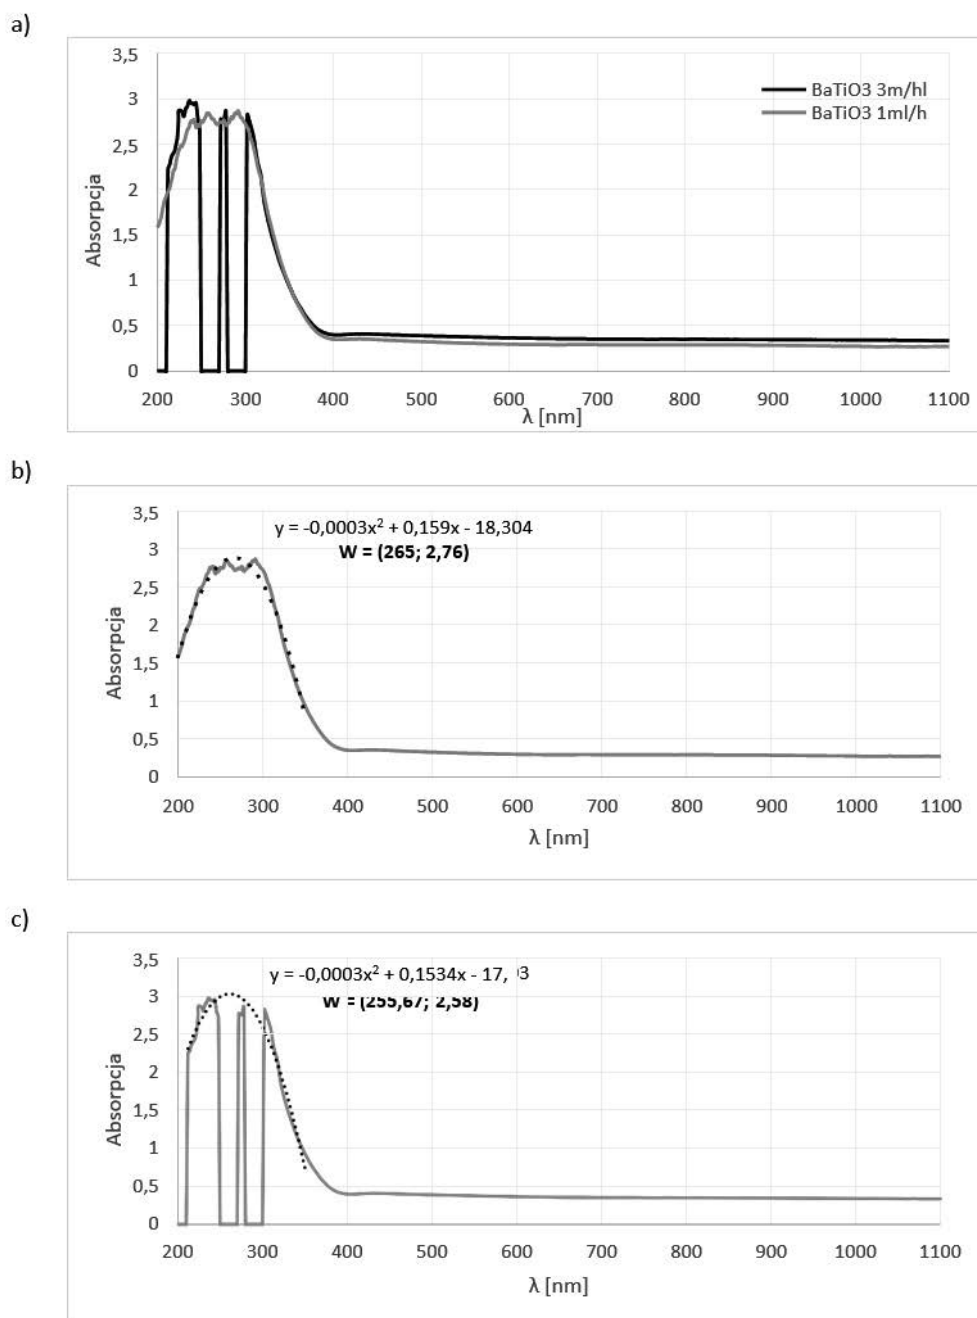 a)
3,5
3
2,5
2
1,5
1
0,5
0
Absorpcja
BaTiO3 3m/hl
BaTiO3 1ml/h
200 300 400 500 600 700 800 900 1000 1100
λ [nm]
b)
3,5
3
2,5
2
1,5
1
0,5
0
Absorpcja
y = -0,0003x² + 0,159x - 18,304
W = (265; 2,76)
200 300 400 500 600 700 800 900 1000 1100
λ [nm]
c)
3,5
3
2,5
2
1,5
1
0,5
0
Absorpcja
y = -0,0003x² + 0,1534x - 17,
W = (255,67; 2,58)
200 300 400 500 600 700 800 900 1000 1100
λ [nm]